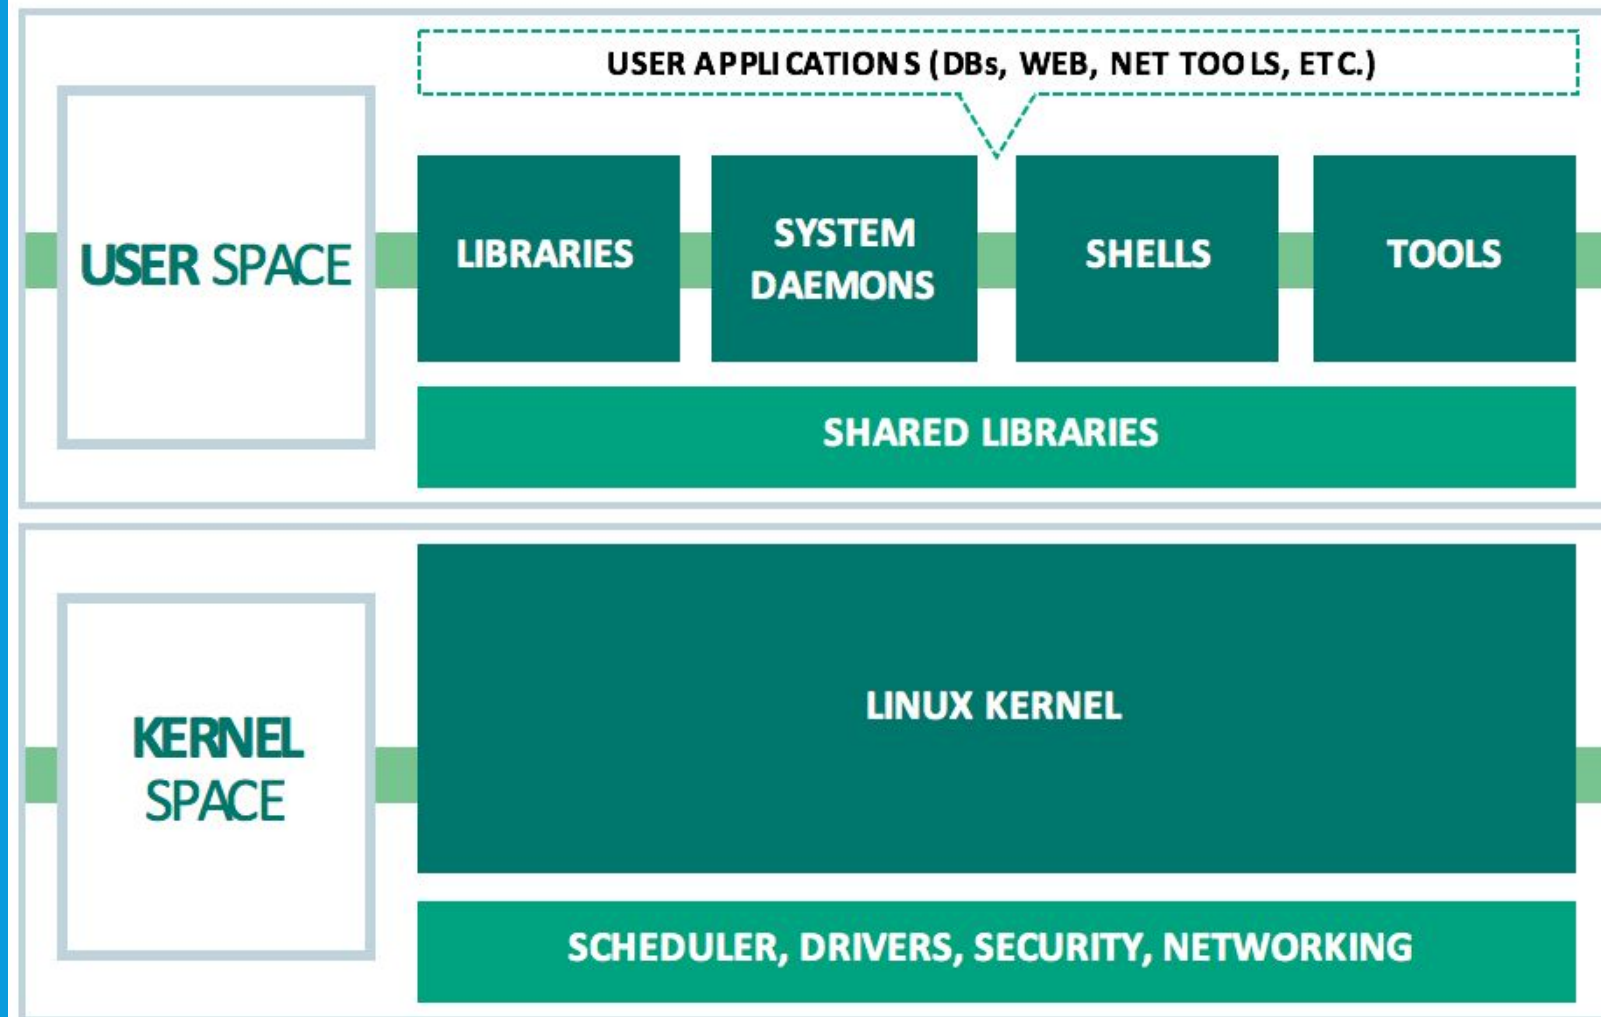 USER APPLICATIONS (DBs, WEB, NET TOOLS, ETC.)
USER SPACE
LIBRARIES
SYSTEM
DAEMONS
SHELLS
TOOLS
SHARED LIBRARIES
KERNEL
SPACE
LINUX KERNEL
SCHEDULER, DRIVERS, SECURITY, NETWORKING